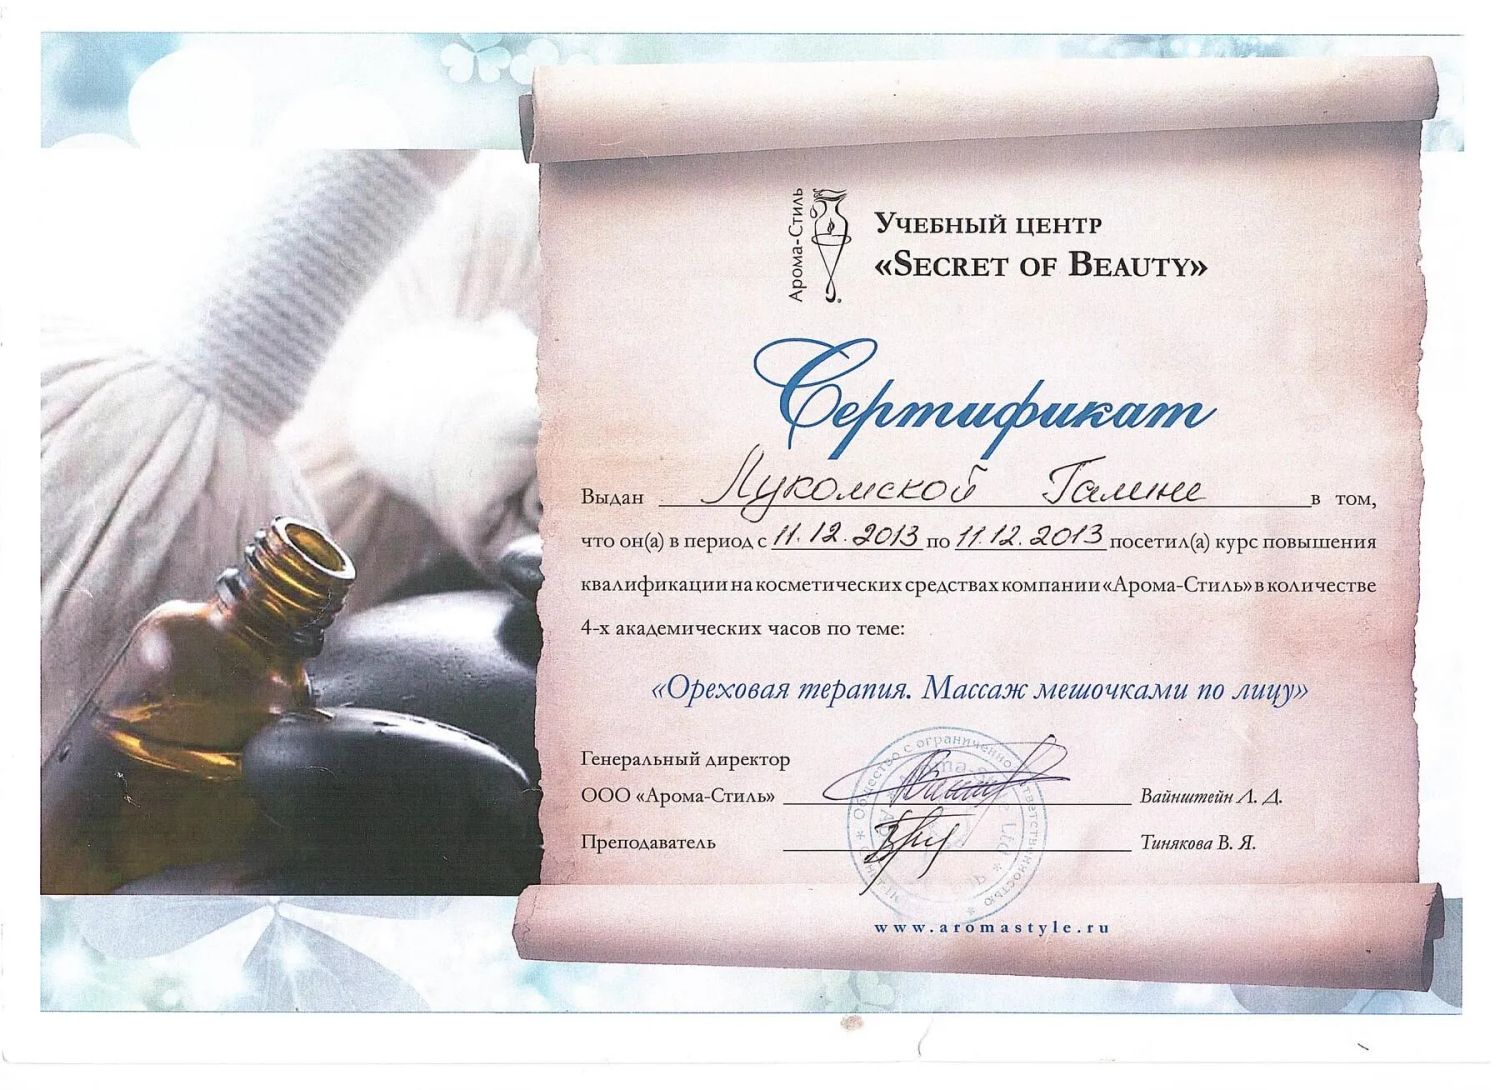 Арома-Стиль
Учебный центр
«Secret of Beauty»
Сертификат
Выдан Лукомской Галине в том,
что он(а) в период с 11.12.2013 по 11.12.2013 посетил(а) курс повышения
квалификации на косметических средствах компании «Арома-Стиль» в количестве
4-х академических часов по теме:
«Ореховая терапия. Массаж мешочками по лицу»
Генеральный директор
ООО «Арома-Стиль» Вайнштейн Л. Д.
Преподаватель Тинякова В. Я.
Общество с ограниченной ответственностью
www.aromastyle.ru